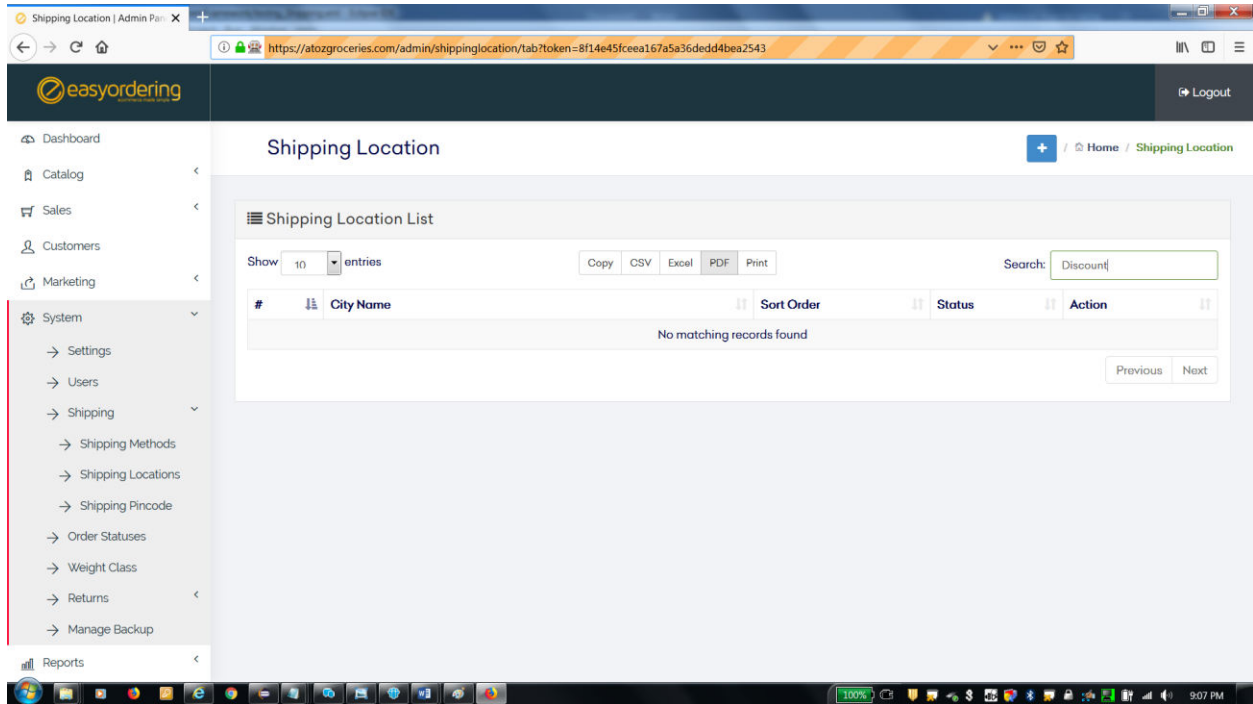 Shipping Location | Admin Pan
https://atozgroceries.com/admin/shippinglocation/tab?token=8f14e45fceea167a5a36dedd4bea2543
easyordering
ecommerce made simple
Logout
Dashboard
Shipping Location
/ Home / Shipping Location
Catalog
Sales
Shipping Location List
Customers
Show 10 entries
Copy CSV Excel PDF Print
Search: Discount
Marketing
# City Name Sort Order Status Action
System
No matching records found
Settings
Previous Next
Users
Shipping
Shipping Methods
Shipping Locations
Shipping Pincode
Order Statuses
Weight Class
Returns
Manage Backup
Reports
100%
9:07 PM